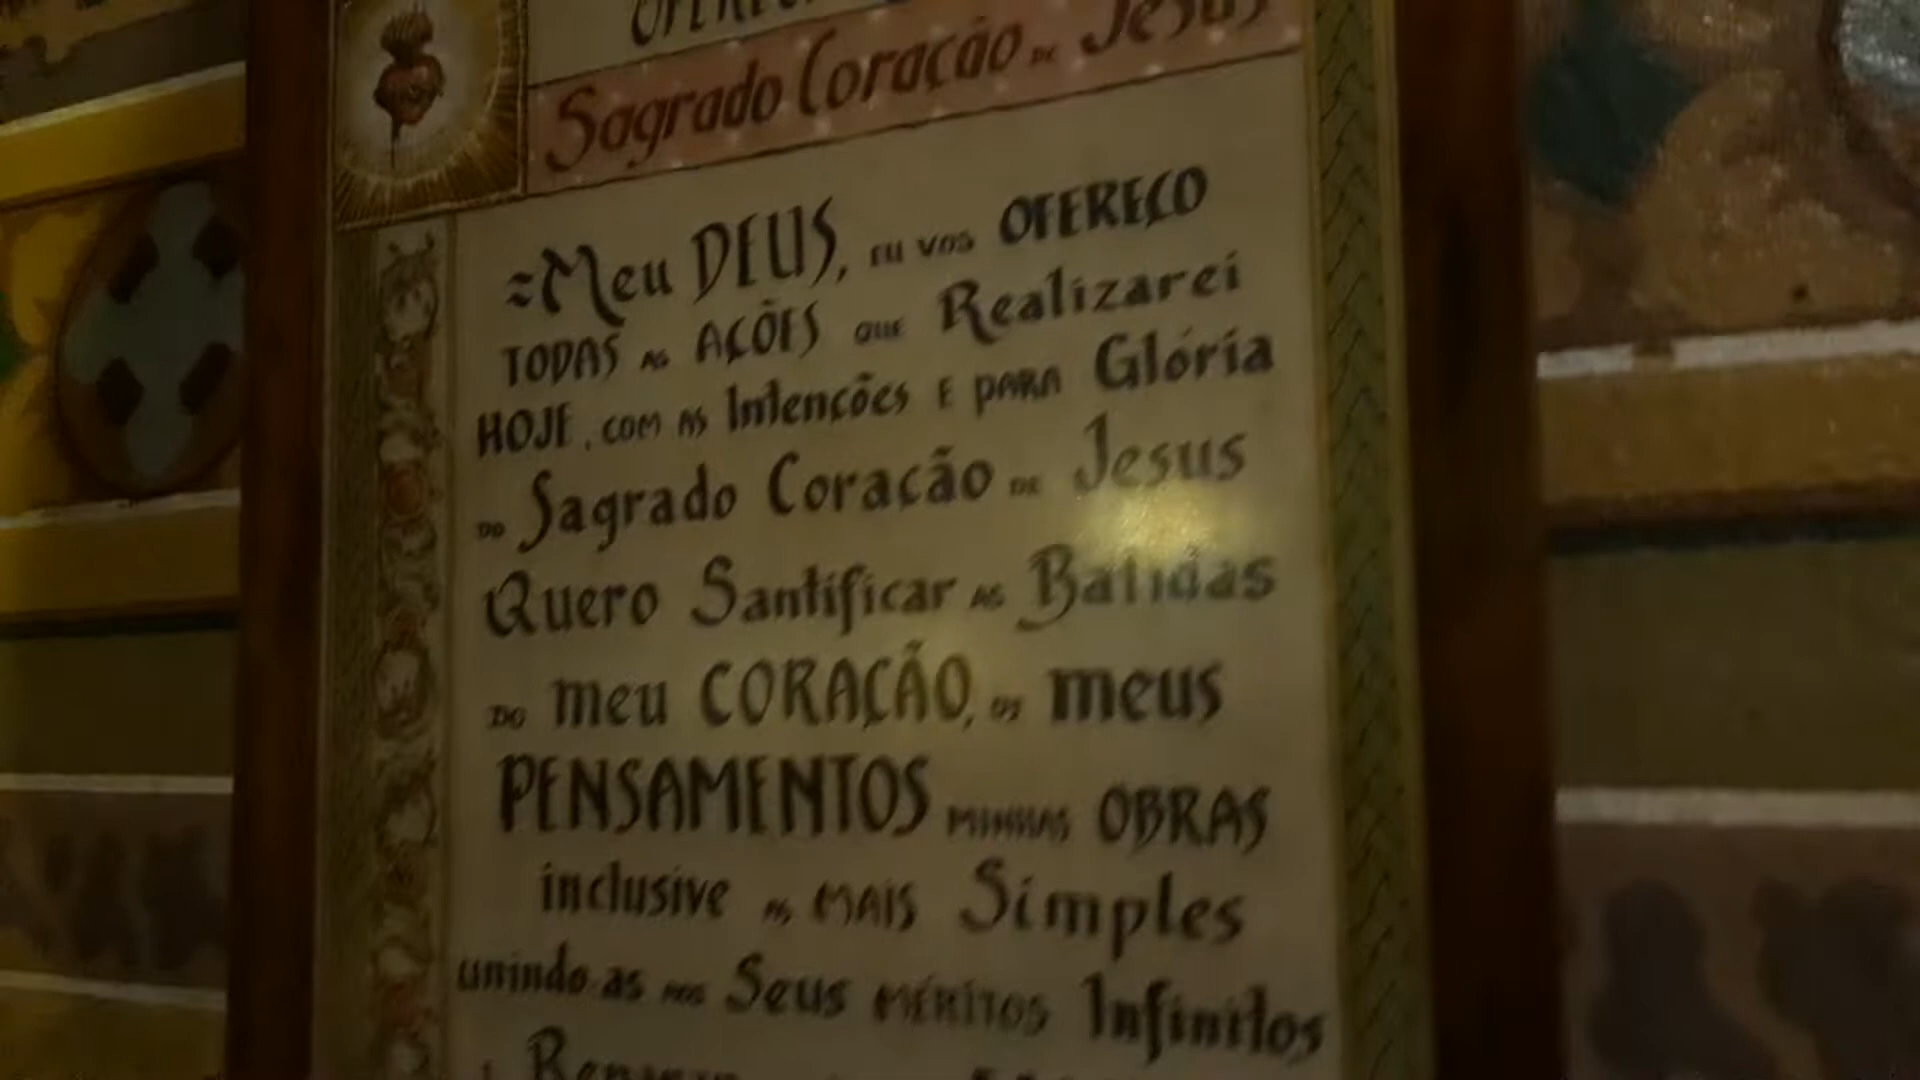 Sagrado Coração DE Jesus
=Meu DEUS, EU VOS OFEREÇO
TODAS AS AÇÕES QUE Realizarei
HOJE, COM AS Intenções E PARA Glória
DO Sagrado Coração DE Jesus
Quero Santificar AS Batidas
DO meu CORAÇÃO, OS meus
PENSAMENTOS MINHAS OBRAS
inclusive AS MAIS Simples
unindo-as AOS Seus MÉRITOS Infinitos